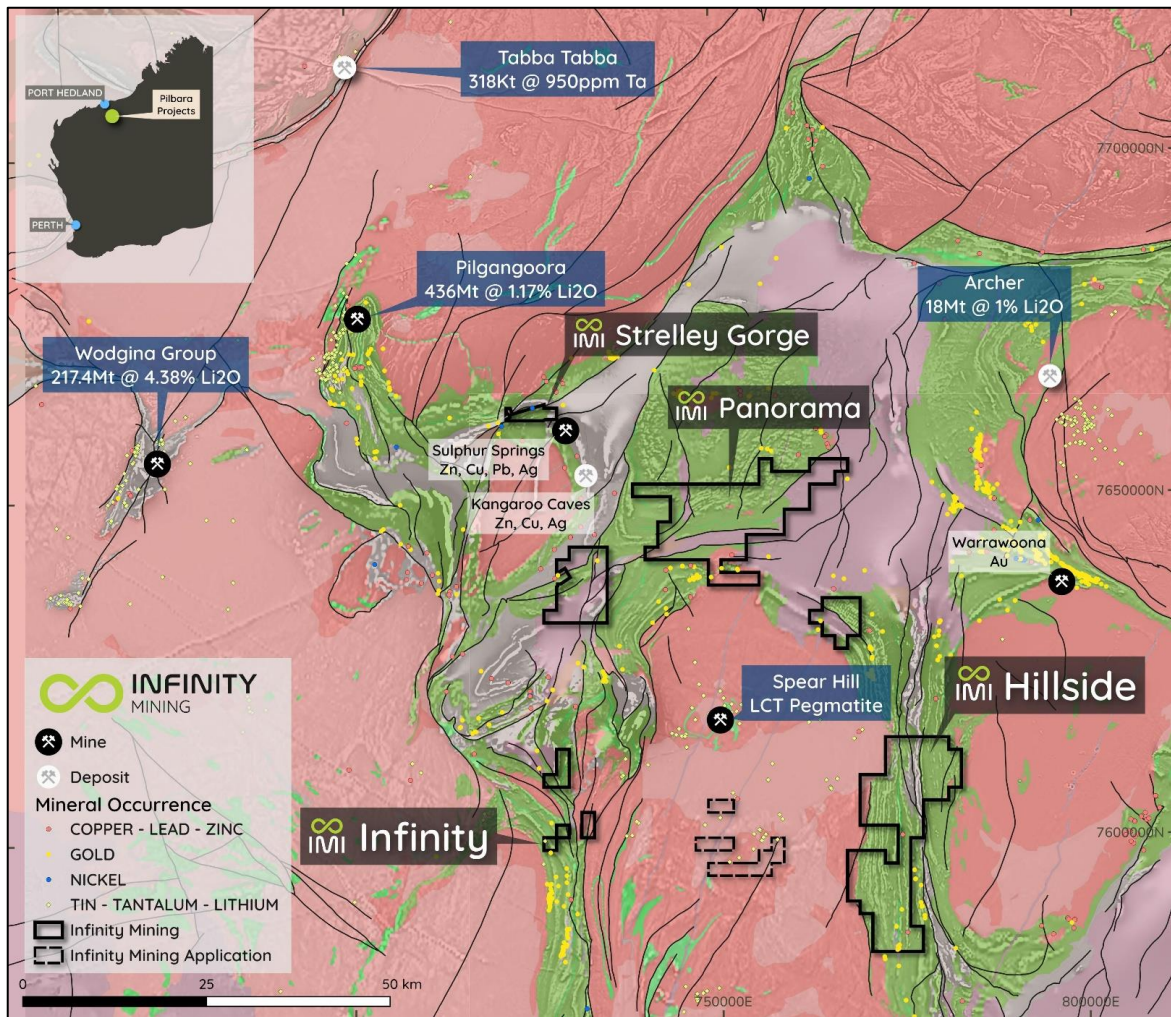 PORT HEDLAND
Pilbara
Projects
PERTH
Tabba Tabba
318Kt @ 950ppm Ta
7700000N
Pilgangoora
436Mt @ 1.17% Li2O
Archer
18Mt @ 1% Li2O
Wodgina Group
217.4Mt @ 4.38% Li2O
IMI Strelley Gorge
IMI Panorama
Sulphur Springs
Zn, Cu, Pb, Ag
Kangaroo Caves
Zn, Cu, Ag
7650000N
Warrawoona
Au
Spear Hill
LCT Pegmatite
IMI Hillside
IMI Infinity
7600000N
INFINITY
MINING
Mine
Deposit
Mineral Occurrence
COPPER - LEAD - ZINC
GOLD
NICKEL
TIN - TANTALUM - LITHIUM
Infinity Mining
Infinity Mining Application
0 25 50 km
750000E
800000E